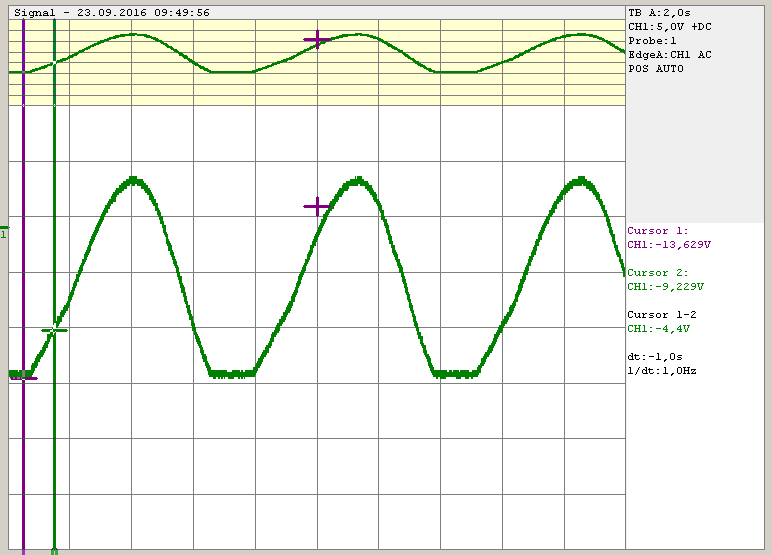 Signal - 23.09.2016 09:49:56
TB A:2,0s
CH1:5,0V +DC
Probe:1
EdgeA:CH1 AC
POS AUTO
1
Cursor 1:
CH1:-13,629V
Cursor 2:
CH1:-9,229V
Cursor 1-2
CH1:-4,4V
dt:-1,0s
1/dt:1,0Hz